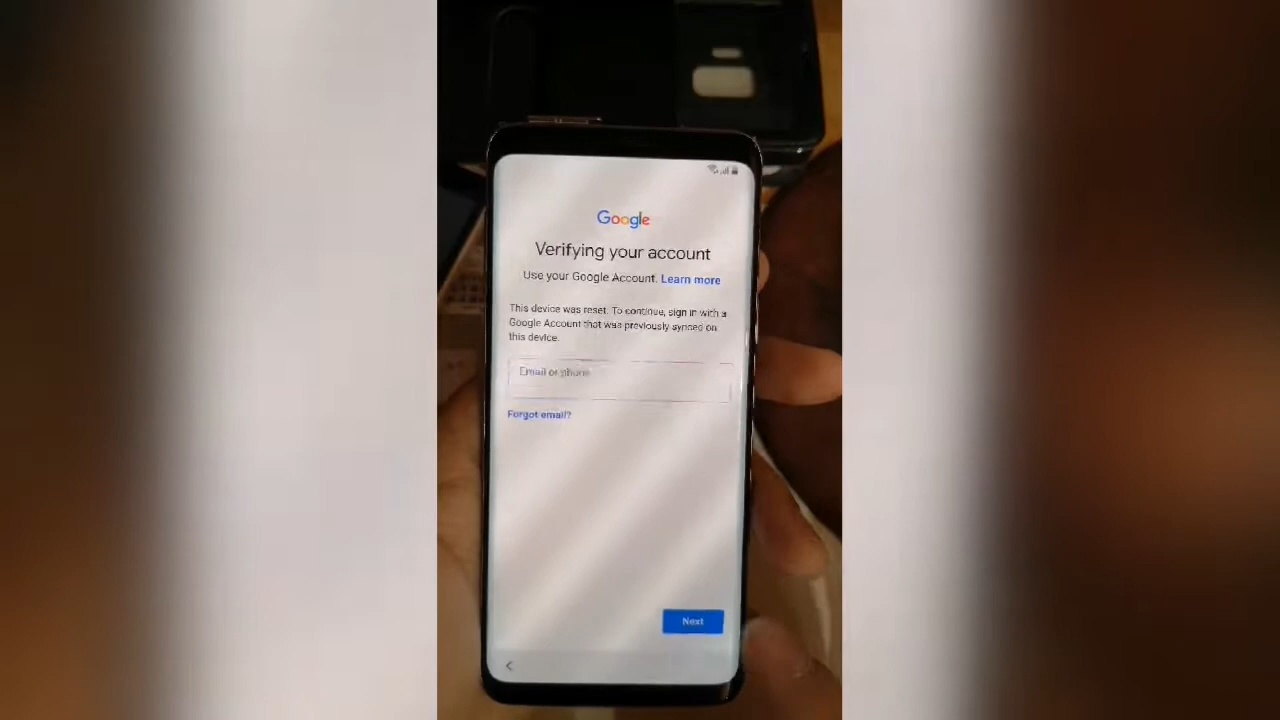 Google
Verifying your account
Use your Google Account. Learn more
This device was reset. To continue, sign in with a
Google Account that was previously synced on
this device.
Email or phone
Forgot email?
Next